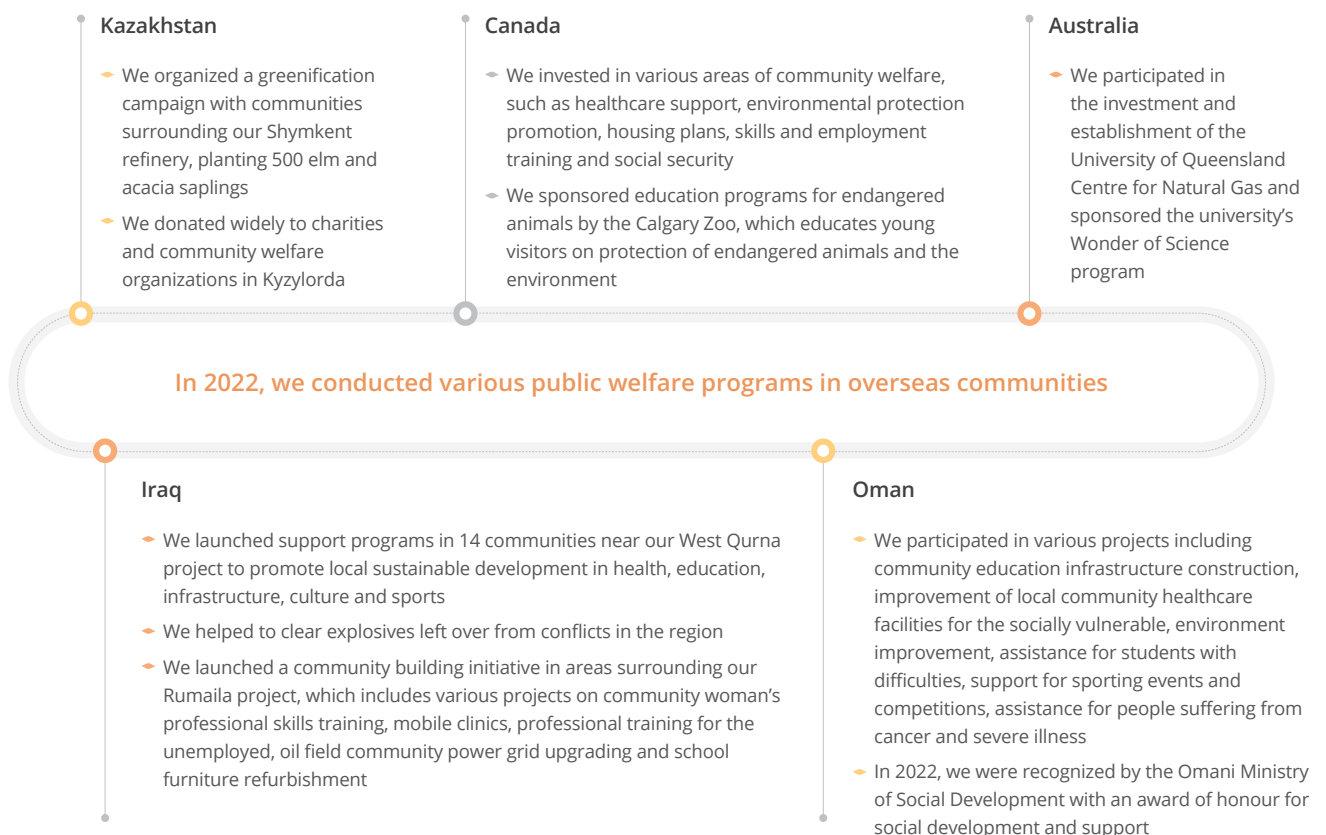 Kazakhstan
We organized a greenification
campaign with communities
surrounding our Shymkent
refinery, planting 500 elm and
acacia saplings
We donated widely to charities
and community welfare
organizations in Kyzylorda
Canada
We invested in various areas of community welfare,
such as healthcare support, environmental protection
promotion, housing plans, skills and employment
training and social security
We sponsored education programs for endangered
animals by the Calgary Zoo, which educates young
visitors on protection of endangered animals and the
environment
Australia
We participated in
the investment and
establishment of the
University of Queensland
Centre for Natural Gas and
sponsored the university's
Wonder of Science
program
In 2022, we conducted various public welfare programs in overseas communities
Iraq
We launched support programs in 14 communities near our West Qurna
project to promote local sustainable development in health, education,
infrastructure, culture and sports
We helped to clear explosives left over from conflicts in the region
We launched a community building initiative in areas surrounding our
Rumaila project, which includes various projects on community woman's
professional skills training, mobile clinics, professional training for the
unemployed, oil field community power grid upgrading and school
furniture refurbishment
Oman
We participated in various projects including
community education infrastructure construction,
improvement of local community healthcare
facilities for the socially vulnerable, environment
improvement, assistance for students with
difficulties, support for sporting events and
competitions, assistance for people suffering from
cancer and severe illness
In 2022, we were recognized by the Omani Ministry
of Social Development with an award of honour for
social development and support